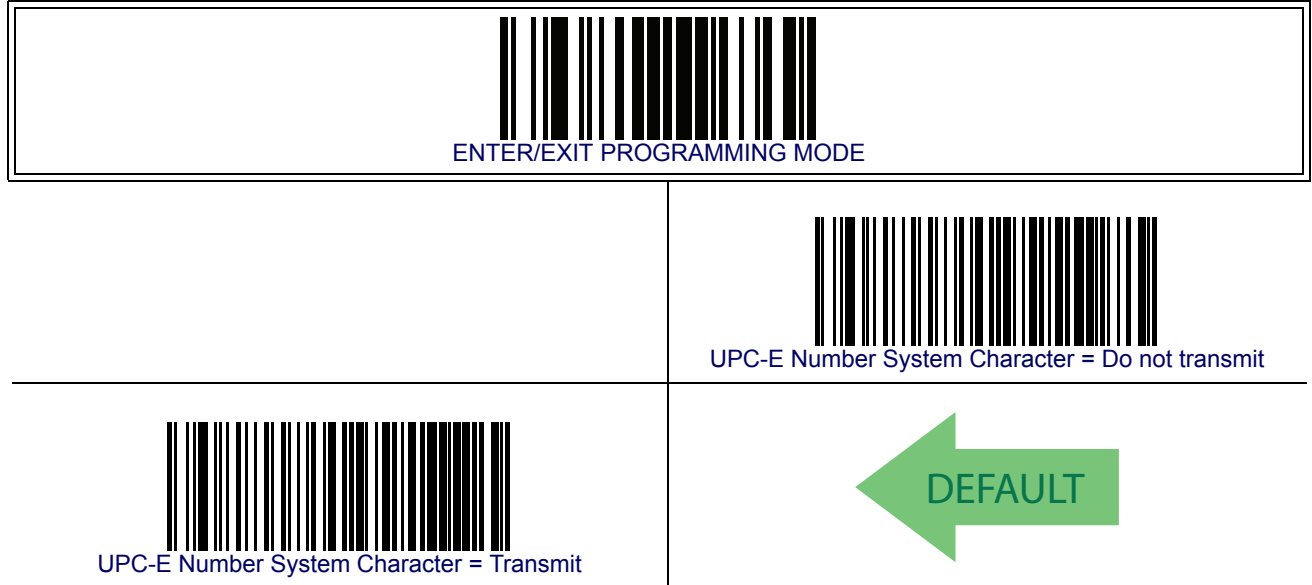 ENTER/EXIT PROGRAMMING MODE
UPC-E Number System Character = Do not transmit
UPC-E Number System Character = Transmit
DEFAULT